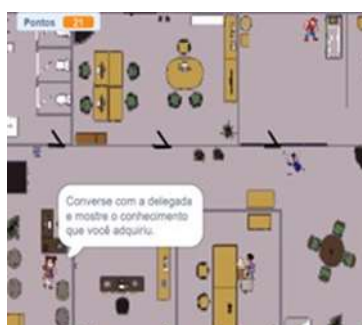 Pontos 21
Converse com a delegada
e mostre o conhecimento
que você adquiriu.